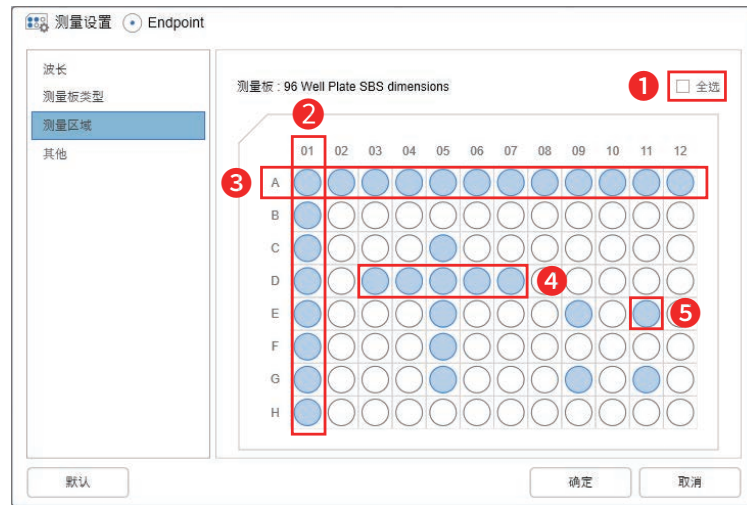 测量设置 Endpoint
波长
测量板类型
测量区域
其他
测量板 : 96 Well Plate SBS dimensions
1 全选
2
01 02 03 04 05 06 07 08 09 10 11 12
3 A
B
C
D 4
E 5
F
G
H
默认 确定 取消